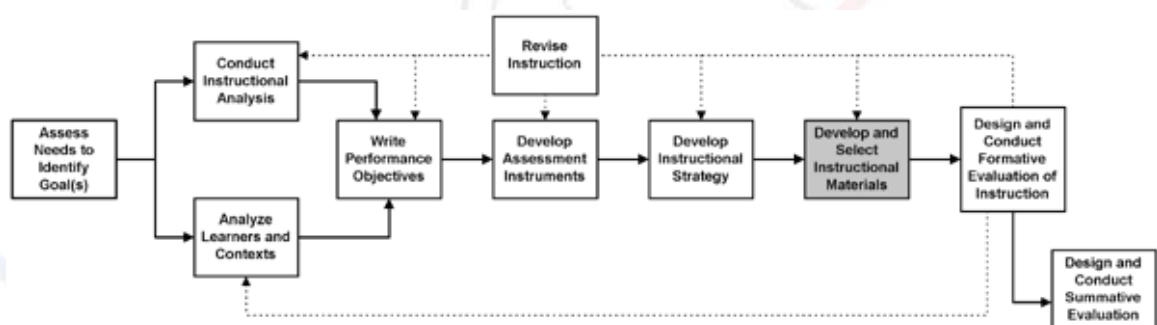 Revise
Instruction
Conduct
Instructional
Analysis
Assess
Needs to
Identify
Goal(s)
Write
Performance
Objectives
Develop
Assessment
Instruments
Develop
Instructional
Strategy
Develop and
Select
Instructional
Materials
Design and
Conduct
Formative
Evaluation of
Instruction
Analyze
Learners and
Contexts
Design and
Conduct
Summative
Evaluation